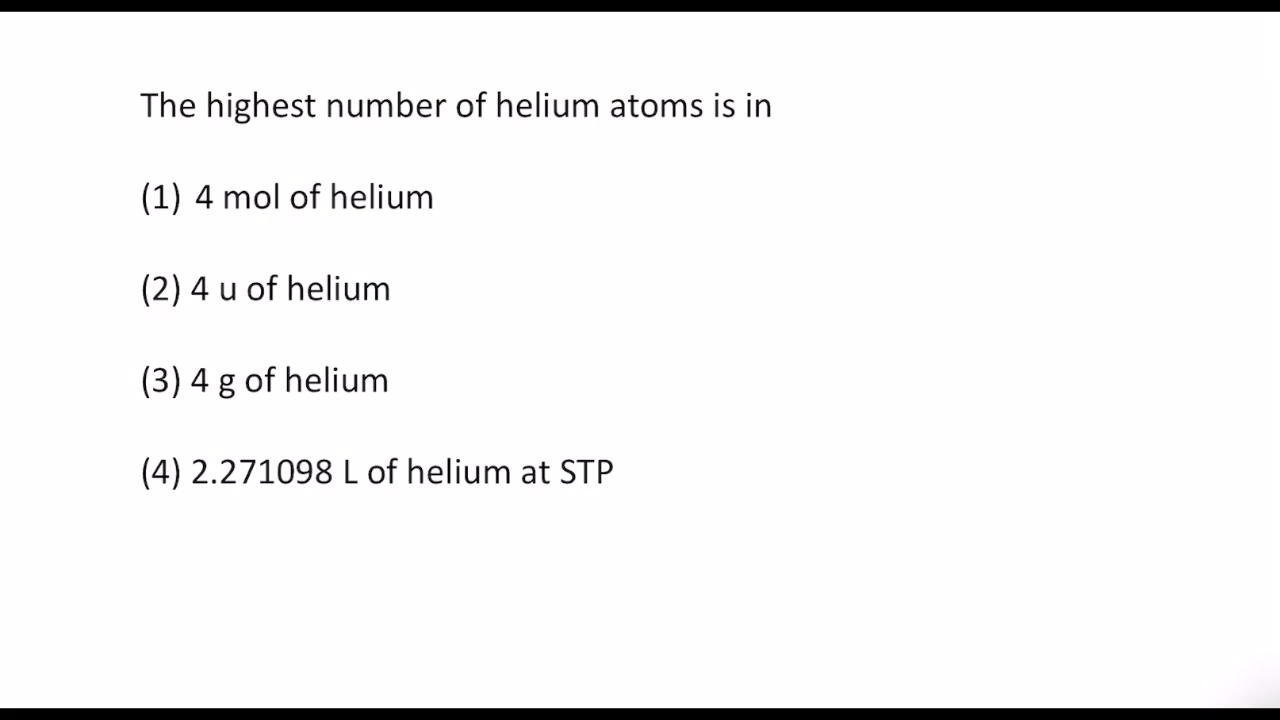 The highest number of helium atoms is in
(1) 4 mol of helium
(2) 4 u of helium
(3) 4 g of helium
(4) 2.271098 L of helium at STP